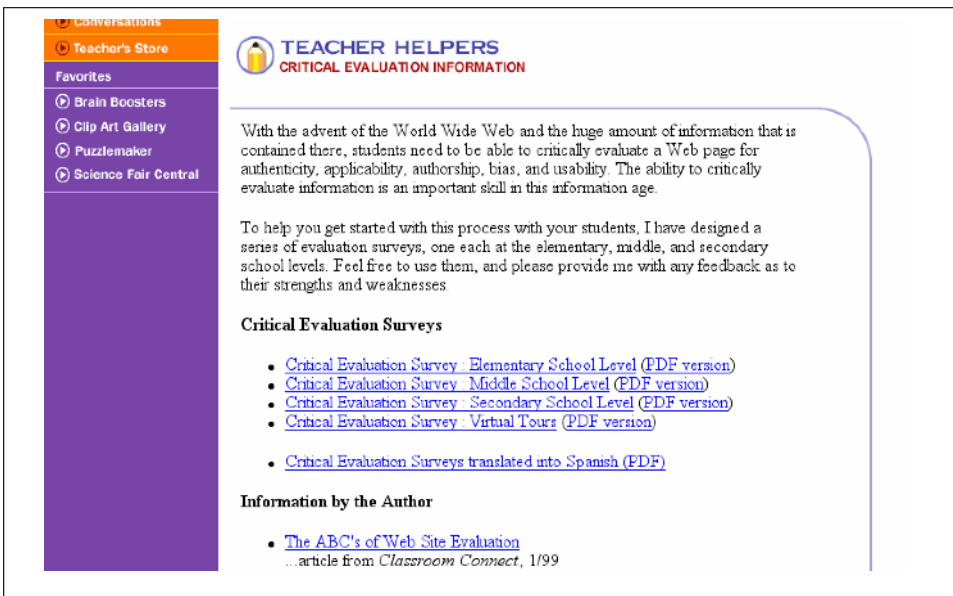 Conversations
Teacher's Store
Favorites
Brain Boosters
Clip Art Gallery
Puzzlemaker
Science Fair Central
TEACHER HELPERS
CRITICAL EVALUATION INFORMATION
With the advent of the World Wide Web and the huge amount of information that is
contained there, students need to be able to critically evaluate a Web page for
authenticity, applicability, authorship, bias, and usability. The ability to critically
evaluate information is an important skill in this information age.
To help you get started with this process with your students, I have designed a
series of evaluation surveys, one each at the elementary, middle, and secondary
school levels. Feel free to use them, and please provide me with any feedback as to
their strengths and weaknesses.
Critical Evaluation Surveys
Critical Evaluation Survey : Elementary School Level (PDF version)
Critical Evaluation Survey : Middle School Level (PDF version)
Critical Evaluation Survey : Secondary School Level (PDF version)
Critical Evaluation Survey : Virtual Tours (PDF version)
Critical Evaluation Surveys translated into Spanish (PDF)
Information by the Author
The ABC's of Web Site Evaluation
...article from Classroom Connect, 1/99